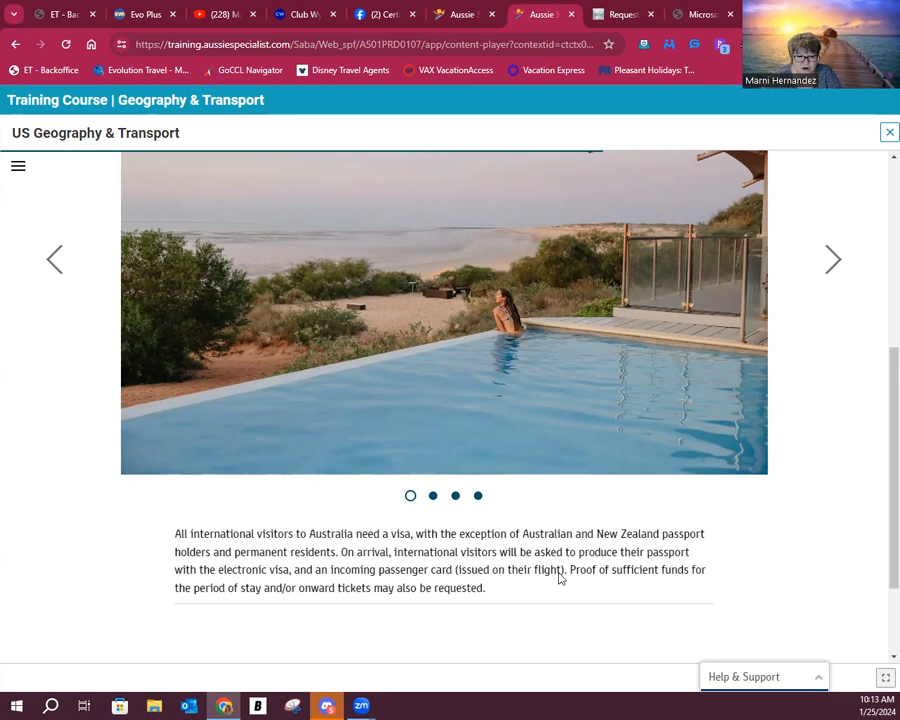 ET - Bac
Evo Plus
(228) M
Club W
(2) Cert
Aussie S
Aussie S
Request
Microso
https://training.aussiespecialist.com/Saba/Web_spf/A501PRD0107/app/content-player?contextid=ctctx0...
ET - Backoffice
Evolution Travel - M...
GoCCL Navigator
Disney Travel Agents
VAX VacationAccess
Vacation Express
Pleasant Holidays: T...
Marni Hernandez
Training Course | Geography & Transport
US Geography & Transport
All international visitors to Australia need a visa, with the exception of Australian and New Zealand passport
holders and permanent residents. On arrival, international visitors will be asked to produce their passport
with the electronic visa, and an incoming passenger card (issued on their flight). Proof of sufficient funds for
the period of stay and/or onward tickets may also be requested.
Help & Support
10:13 AM
1/25/2024